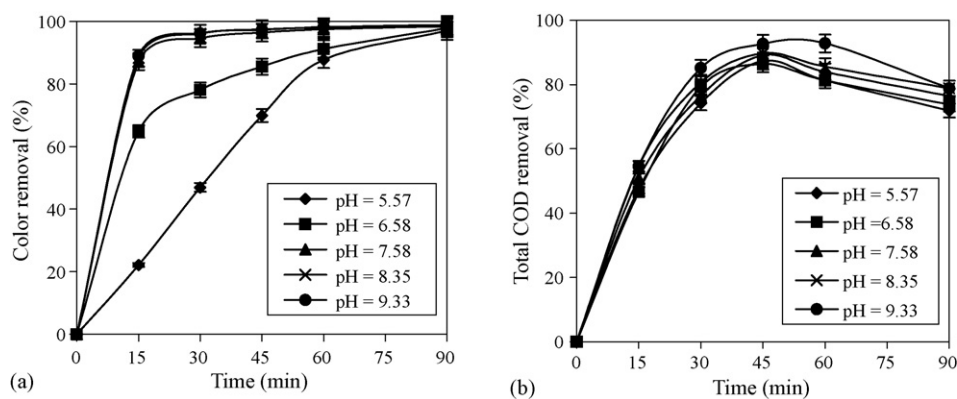 100
80
60
40
20
0
Color removal (%)
pH = 5.57
pH = 6.58
pH = 7.58
pH = 8.35
pH = 9.33
0 15 30 45 60 75 90
(a) Time (min)
100
80
60
40
20
0
Total COD removal (%)
pH = 5.57
pH =6.58
pH = 7.58
pH = 8.35
pH = 9.33
0 15 30 45 60 75 90
(b) Time (min)